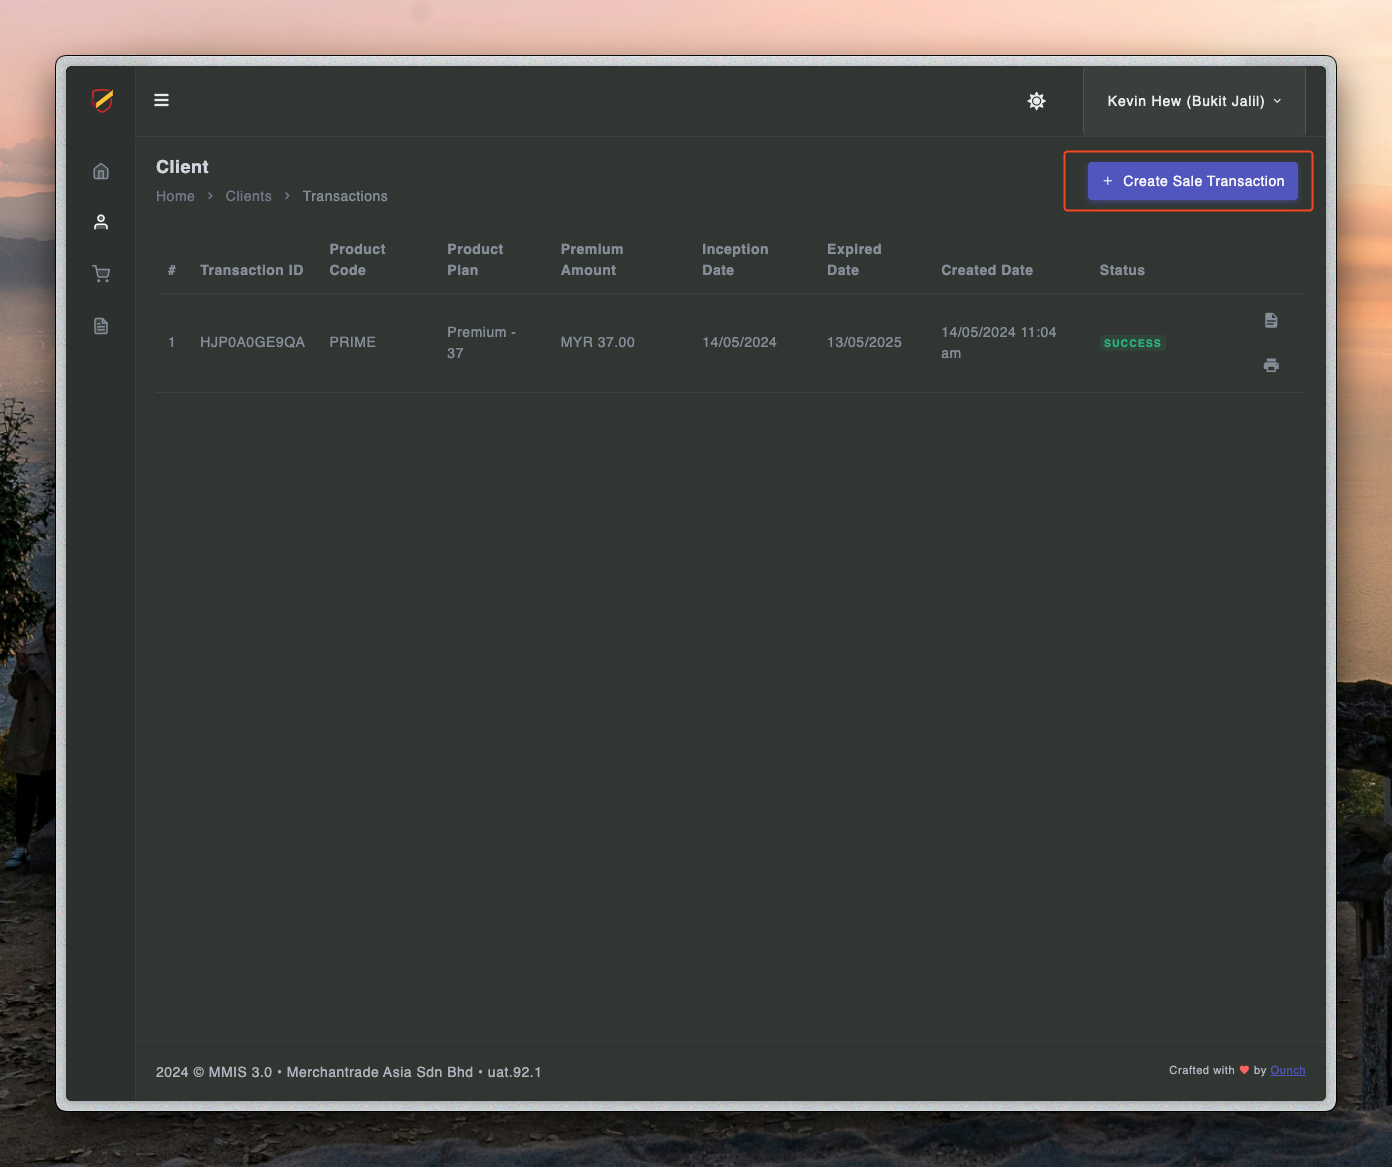 Kevin Hew (Bukit Jalil)
Client
Home > Clients > Transactions
+ Create Sale Transaction
# Transaction ID Product Code Product Plan Premium Amount Inception Date Expired Date Created Date Status
1 HJP0A0GE9QA PRIME Premium - 37 MYR 37.00 14/05/2024 13/05/2025 14/05/2024 11:04 am SUCCESS
2024 © MMIS 3.0 • Merchantrade Asia Sdn Bhd • uat.92.1
Crafted with ♥ by Ounch